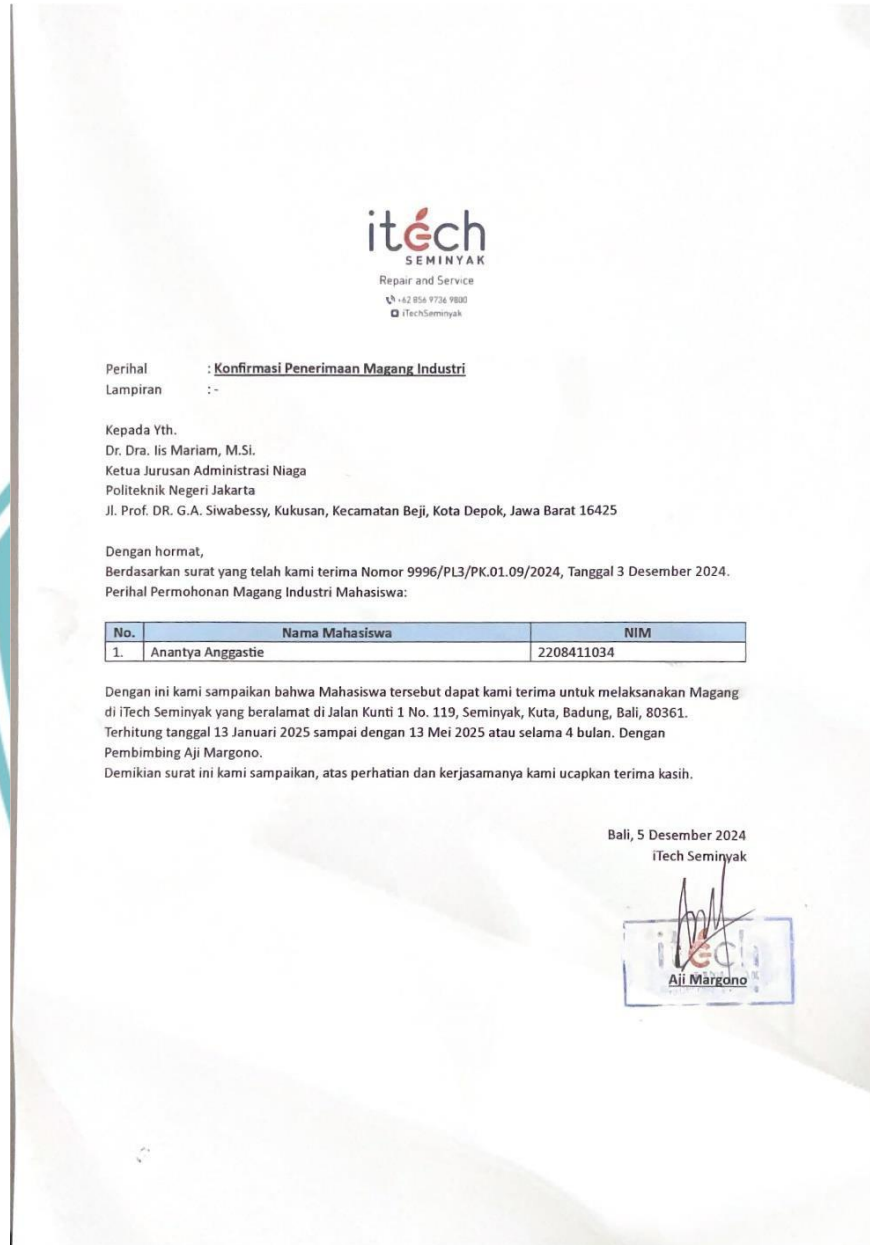 itech
SEMINYAK
Repair and Service
+62 856 9736 9800
iTechSeminyak
Perihal : Konfirmasi Penerimaan Magang Industri
Lampiran : -
Kepada Yth.
Dr. Dra. Iis Mariam, M.Si.
Ketua Jurusan Administrasi Niaga
Politeknik Negeri Jakarta
Jl. Prof. DR. G.A. Siwabessy, Kukusan, Kecamatan Beji, Kota Depok, Jawa Barat 16425
Dengan hormat,
Berdasarkan surat yang telah kami terima Nomor 9996/PL3/PK.01.09/2024, Tanggal 3 Desember 2024.
Perihal Permohonan Magang Industri Mahasiswa:
No. Nama Mahasiswa NIM
1. Anantya Anggastie 2208411034
Dengan ini kami sampaikan bahwa Mahasiswa tersebut dapat kami terima untuk melaksanakan Magang
di iTech Seminyak yang beralamat di Jalan Kunti 1 No. 119, Seminyak, Kuta, Badung, Bali, 80361.
Terhitung tanggal 13 Januari 2025 sampai dengan 13 Mei 2025 atau selama 4 bulan. Dengan
Pembimbing Aji Margono.
Demikian surat ini kami sampaikan, atas perhatian dan kerjasamanya kami ucapkan terima kasih.
Bali, 5 Desember 2024
iTech Seminyak
itech
Aji Margono